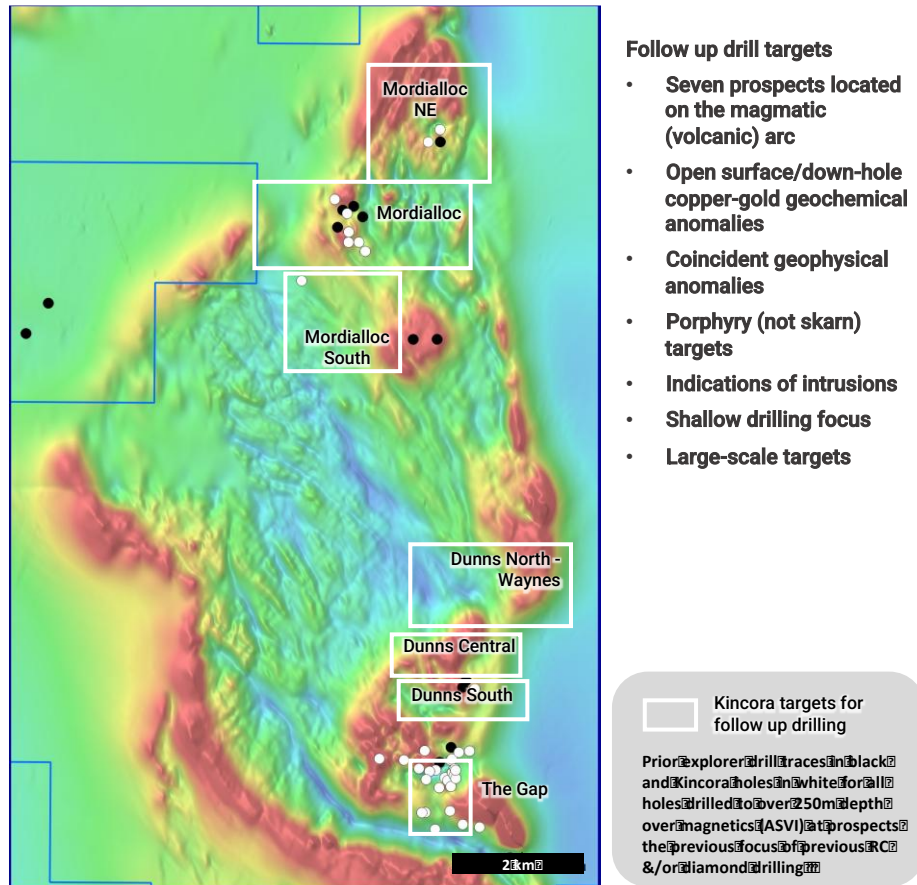 Mordialloc
NE
Mordialloc
Mordialloc
South
Dunns North -
Waynes
Dunns Central
Dunns South
The Gap
2 km
Follow up drill targets
• Seven prospects located
on the magmatic
(volcanic) arc
• Open surface/down-hole
copper-gold geochemical
anomalies
• Coincident geophysical
anomalies
• Porphyry (not skarn)
targets
• Indications of intrusions
• Shallow drilling focus
• Large-scale targets
Kincora targets for
follow up drilling
Prior explorer drill traces in black
and Kincora holes in white for all
holes drilled to over 250m depth
over magnetics (ASVI) at prospects
the previous focus of previous RC
&/or diamond drilling